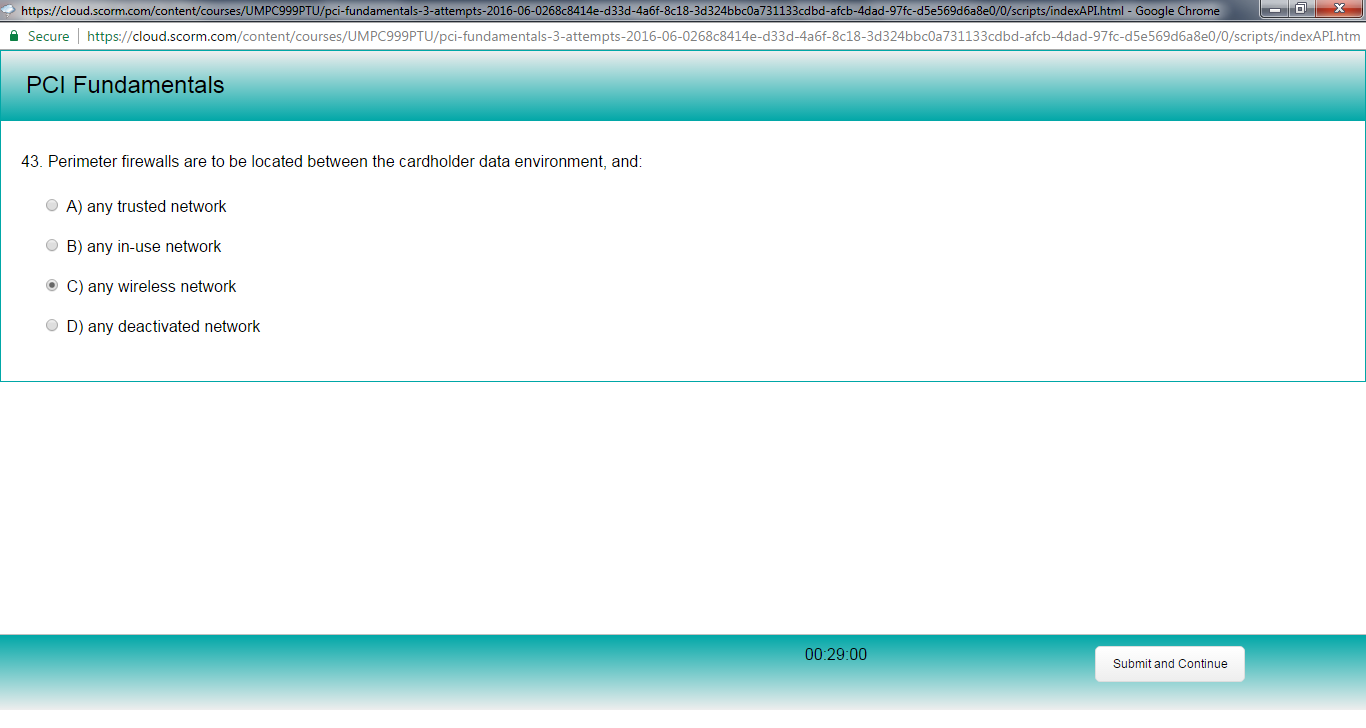 https://cloud.scorm.com/content/courses/UMPC999PTU/pci-fundamentals-3-attempts-2016-06-0268c8414e-d33d-4a6f-8c18-3d324bbc0a731133cdbd-afcb-4dad-97fc-d5e569d6a8e0/0/scripts/indexAPI.html - Google Chrome
Secure https://cloud.scorm.com/content/courses/UMPC999PTU/pci-fundamentals-3-attempts-2016-06-0268c8414e-d33d-4a6f-8c18-3d324bbc0a731133cdbd-afcb-4dad-97fc-d5e569d6a8e0/0/scripts/indexAPI.htm
PCI Fundamentals
43. Perimeter firewalls are to be located between the cardholder data environment, and:
A) any trusted network
B) any in-use network
C) any wireless network
D) any deactivated network
00:29:00
Submit and Continue